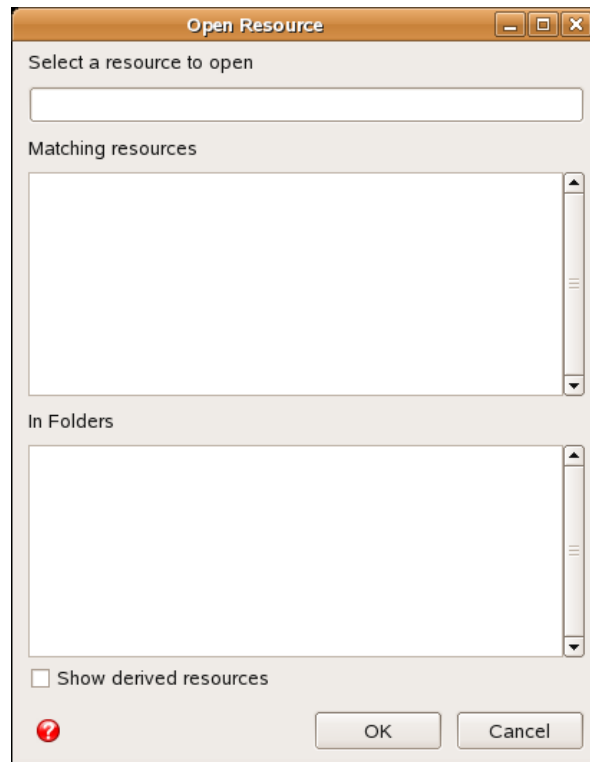 Open Resource
Select a resource to open
Matching resources
In Folders
Show derived resources
?
OK Cancel